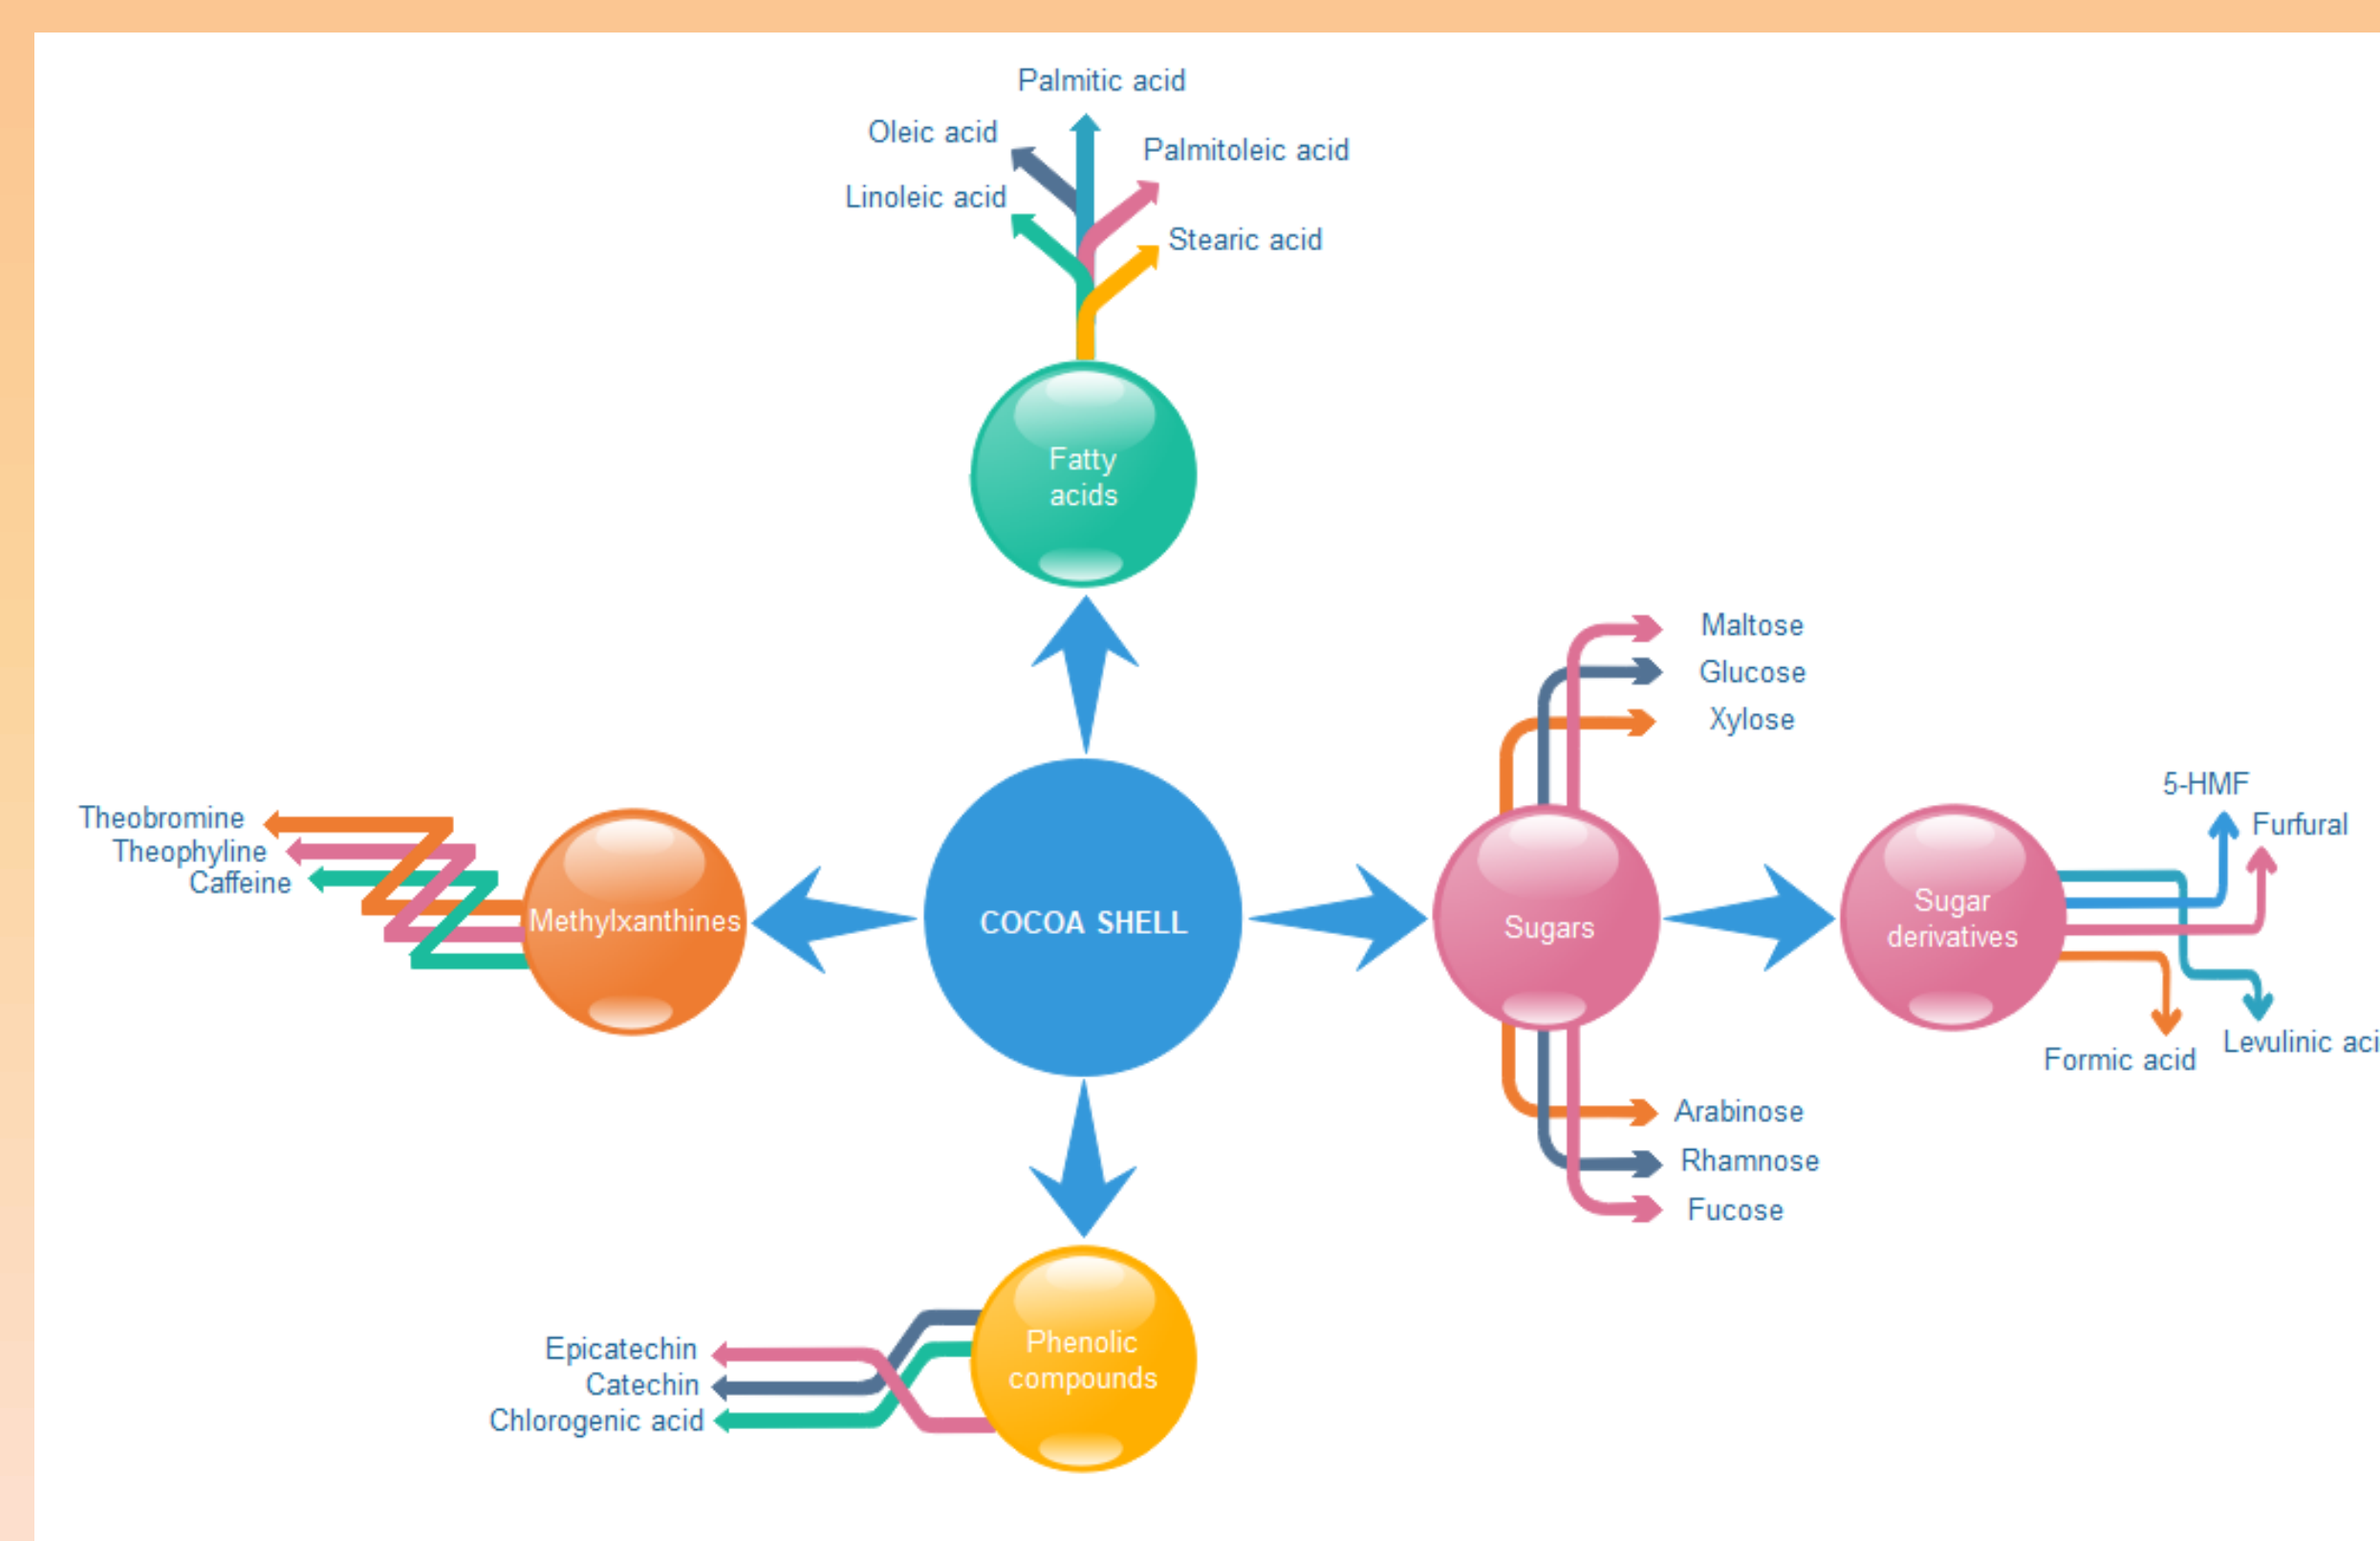 Palmitic acid
Oleic acid
Palmitoleic acid
Linoleic acid
Stearic acid
Fatty
acids
Maltose
Glucose
Xylose
5-HMF
Furfural
Theobromine
Theophyline
Caffeine
Methylxanthines
COCOA SHELL
Sugars
Sugar
derivatives
Levulinic aci
Formic acid
Arabinose
Rhamnose
Fucose
Phenolic
compounds
Epicatechin
Catechin
Chlorogenic acid